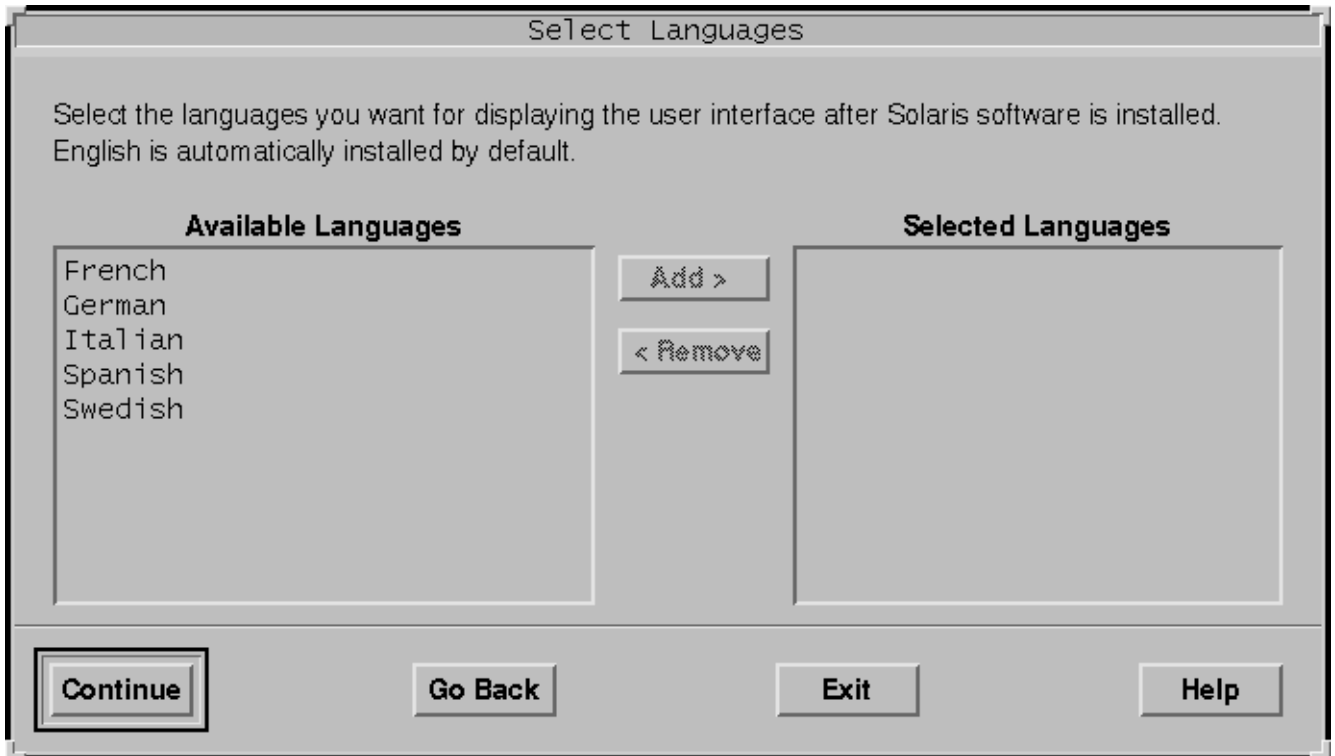 Select Languages
Select the languages you want for displaying the user interface after Solaris software is installed.
English is automatically installed by default.
Available Languages
Selected Languages
French
German
Italian
Spanish
Swedish
Add >
< Remove
Continue
Go Back
Exit
Help